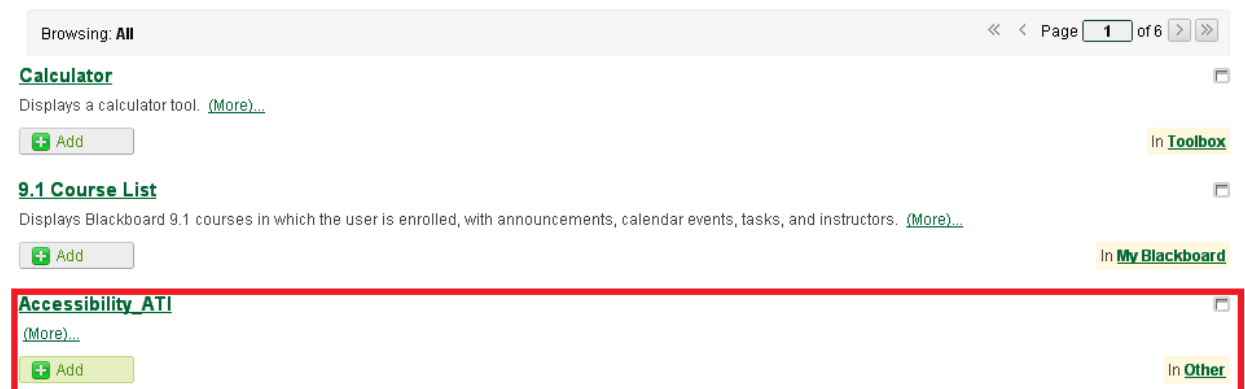 Browsing: All « < Page 1 of 6 > »
Calculator
Displays a calculator tool. (More)...
Add In Toolbox
9.1 Course List
Displays Blackboard 9.1 courses in which the user is enrolled, with announcements, calendar events, tasks, and instructors. (More)...
Add In My Blackboard
Accessibility_ATI
(More)...
Add In Other